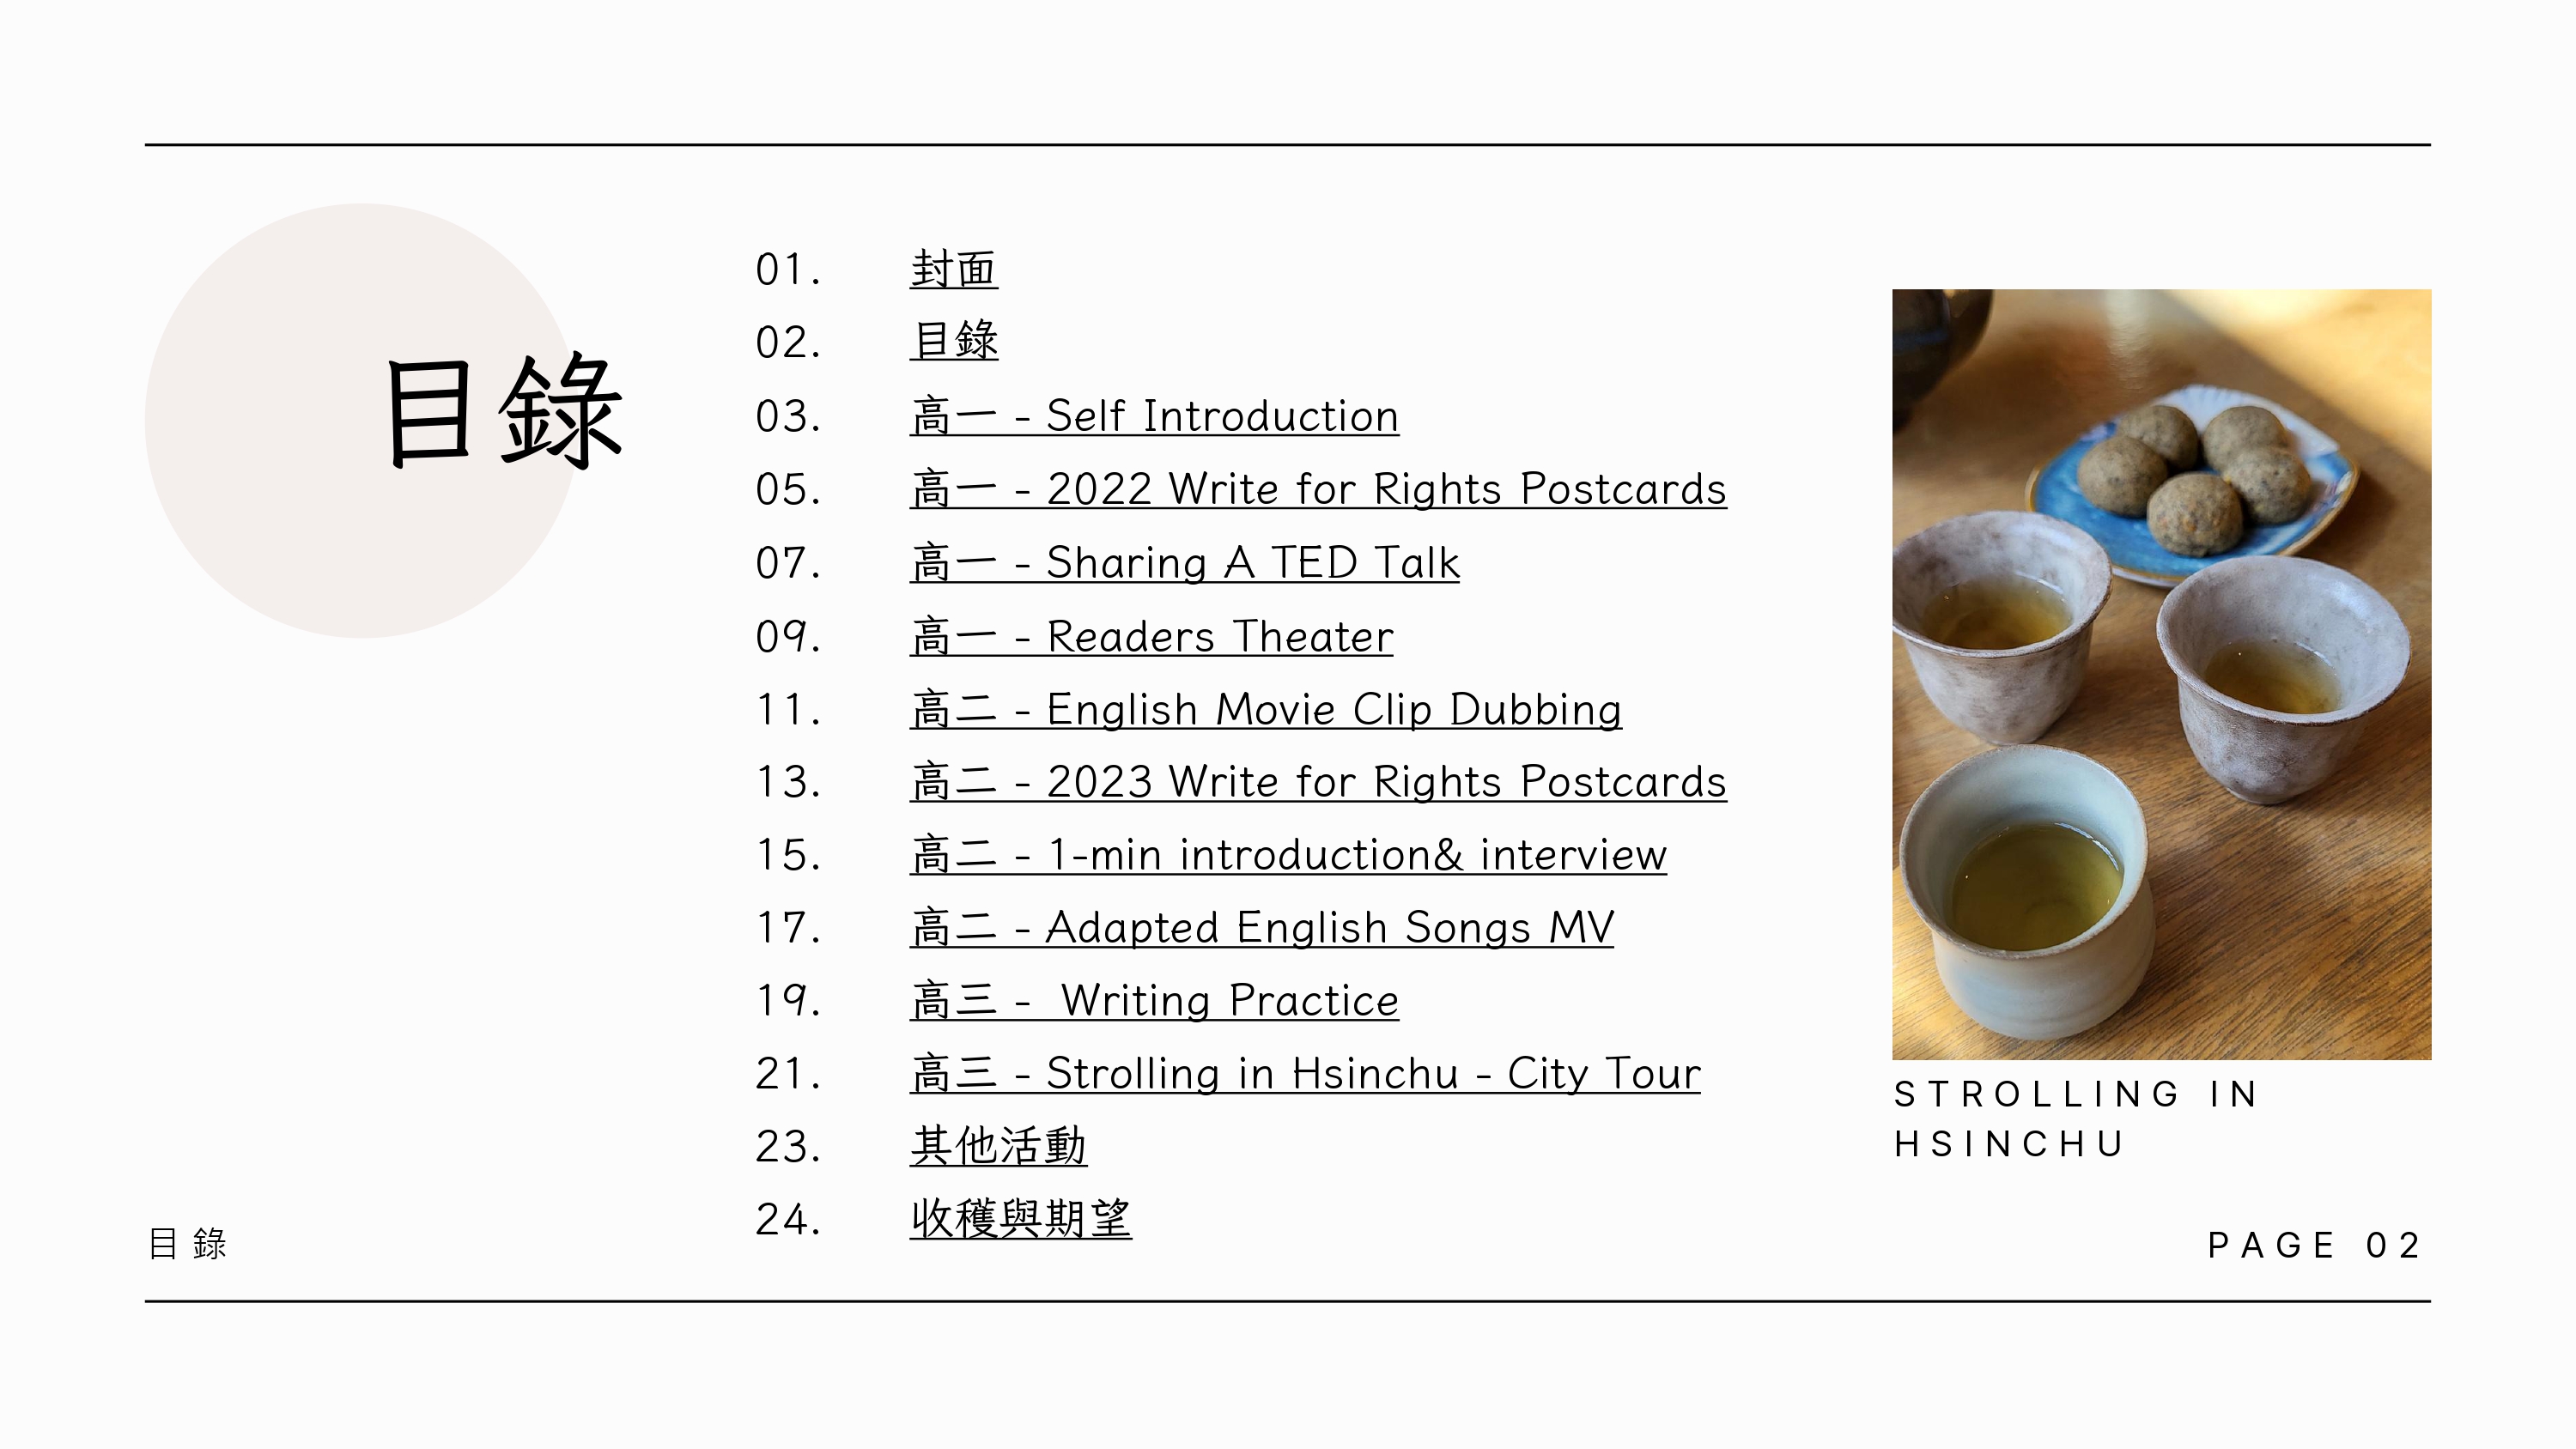 目錄
01. 封面
02. 目錄
03. 高一 - Self Introduction
05. 高一 - 2022 Write for Rights Postcards
07. 高一 - Sharing A TED Talk
09. 高一 - Readers Theater
11. 高二 - English Movie Clip Dubbing
13. 高二 - 2023 Write for Rights Postcards
15. 高二 - 1-min introduction& interview
17. 高二 - Adapted English Songs MV
19. 高三 -  Writing Practice
21. 高三 - Strolling in Hsinchu - City Tour
23. 其他活動
24. 收穫與期望
STROLLING IN
HSINCHU
目錄
PAGE 02